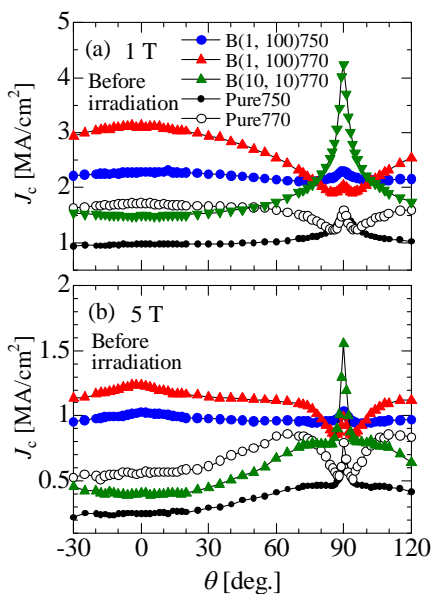 (a) 1 T
Before
irradiation
B(1, 100)750
B(1, 100)770
B(10, 10)770
Pure750
Pure770
5
4
3
2
1
J_c [MA/cm²]
(b) 5 T
Before
irradiation
2
1.5
1
0.5
J_c [MA/cm²]
-30 0 30 60 90 120
θ [deg.]